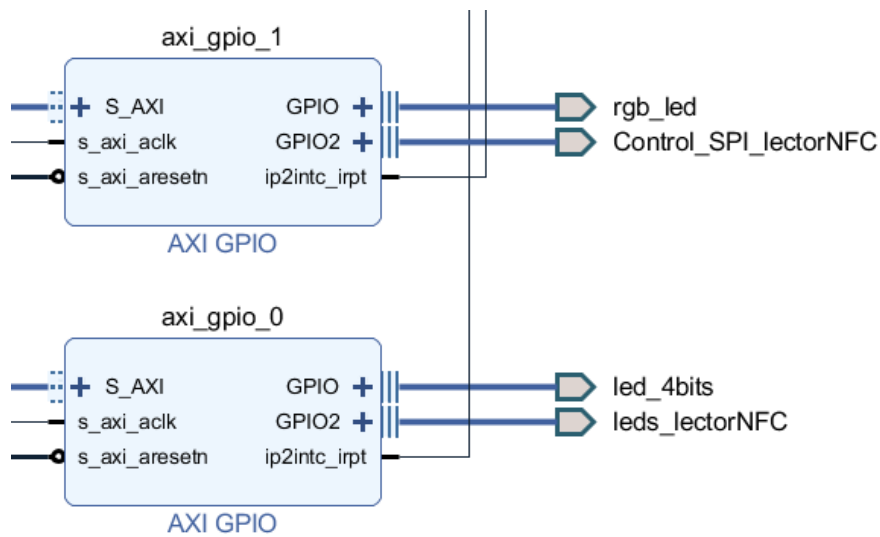 axi_gpio_1
S_AXI GPIO rgb_led
s_axi_aclk GPIO2 Control_SPI_lectorNFC
s_axi_aresetn ip2intc_irpt
AXI GPIO
axi_gpio_0
S_AXI GPIO led_4bits
s_axi_aclk GPIO2 leds_lectorNFC
s_axi_aresetn ip2intc_irpt
AXI GPIO